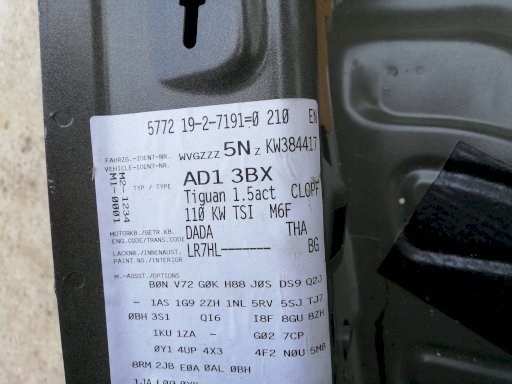 5772 19-2-7191=0 210 EN
FAHRZG.-IDENT-NR.
VEHICLE-IDENT-NR. WVGZZZ 5N Z KW384417
M2- 1234
M1- 0001
TYP / TYPE AD1 3BX
Tiguan 1.5act CLOPF
110 KW TSI M6F
MOTORKB./GETR.KB.
ENG.CODE/TRANS.CODE DADA THA
LACKNR./INNENAUST.
PAINT NO./INTERIOR LR7HL------- BG
M.-AUSST./OPTIONS
B0N V72 G0K H88 J0S DS9 Q2J
- 1AS 1G9 2ZH 1NL 5RV 5SJ TJ7
0BH 3S1 QI6 I8F 8GU 8ZH
1KU 1ZA - G02 7CP
0Y1 4UP 4X3 4F2 N0U 5MB
8RM 2JB E0A 0AL 0BH